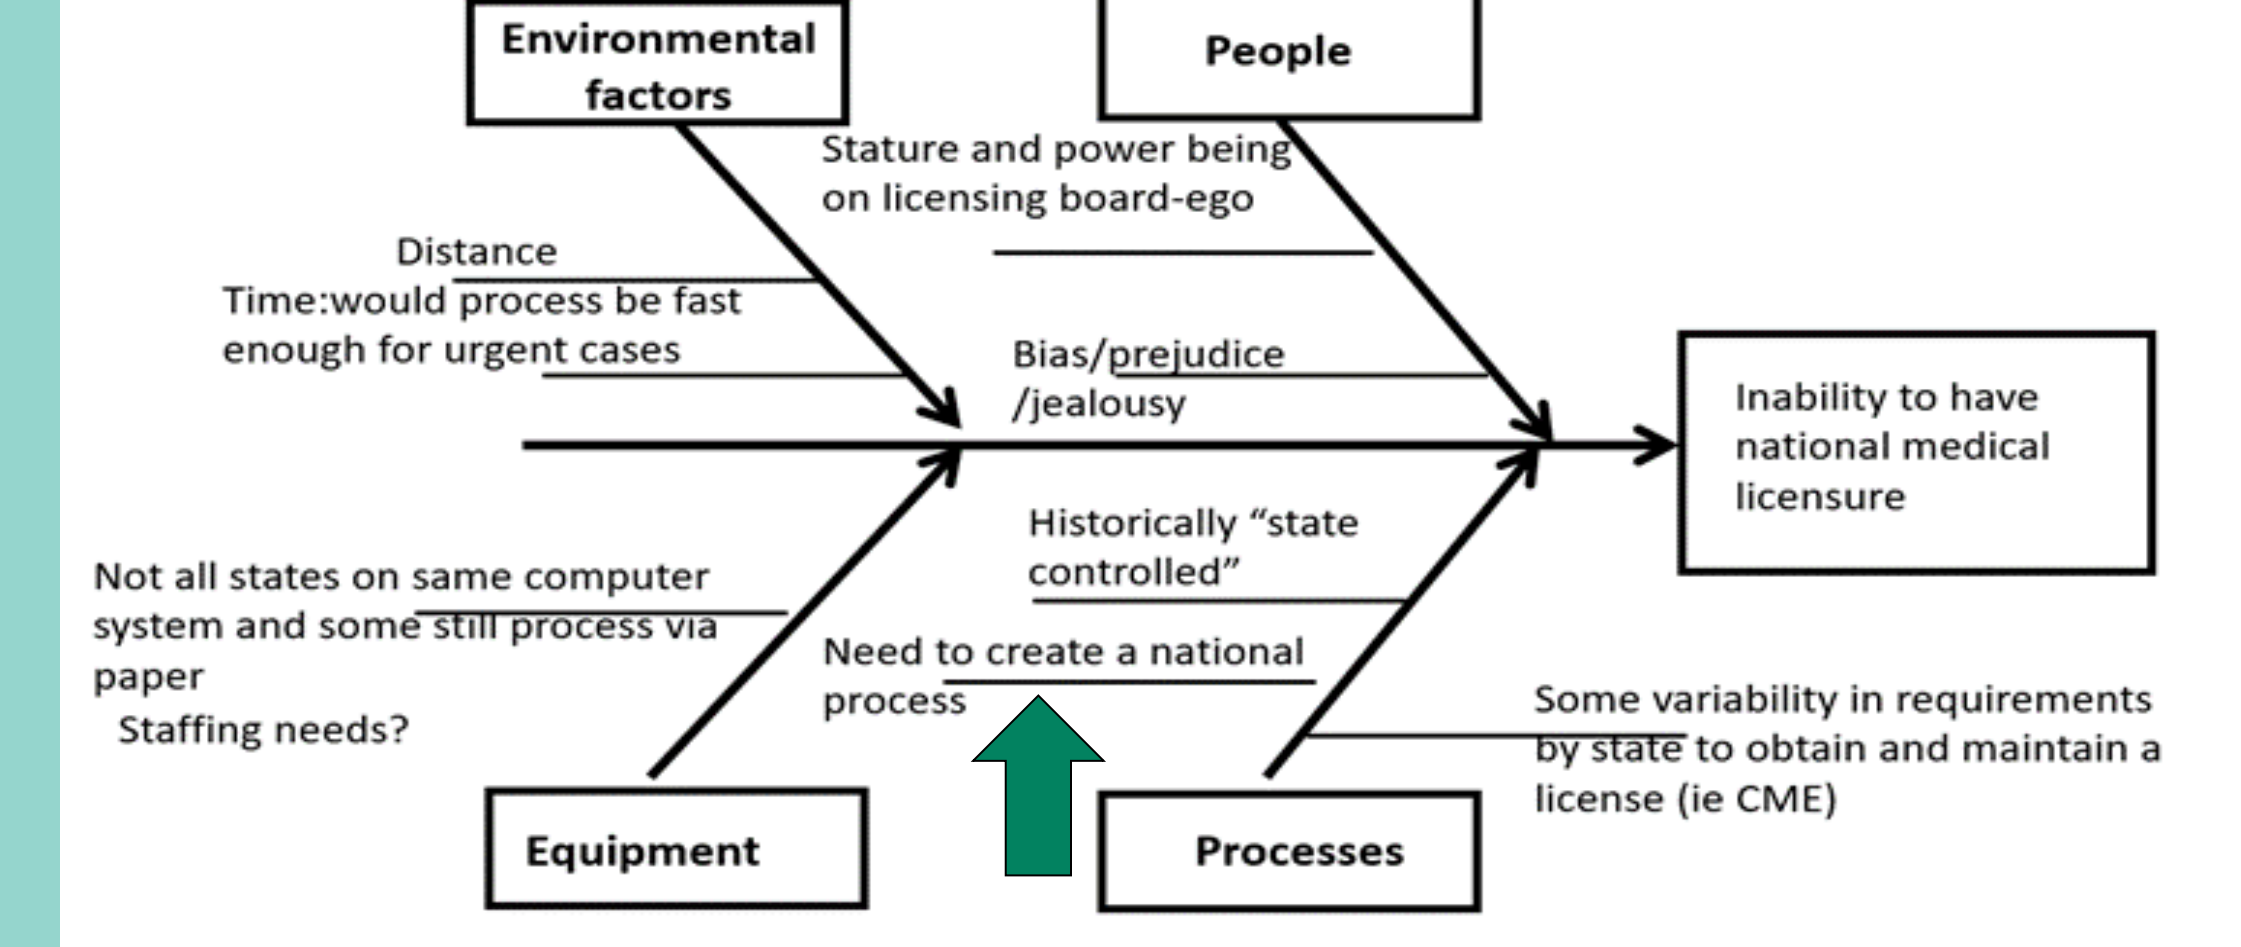 Environmental
factors
People
Stature and power being
on licensing board-ego
Distance
Time:would process be fast
enough for urgent cases
Bias/prejudice
/jealousy
Inability to have
national medical
licensure
Historically “state
controlled”
Not all states on same computer
system and some still process via
paper
Staffing needs?
Need to create a national
process
Some variability in requirements
by state to obtain and maintain a
license (ie CME)
Equipment
Processes